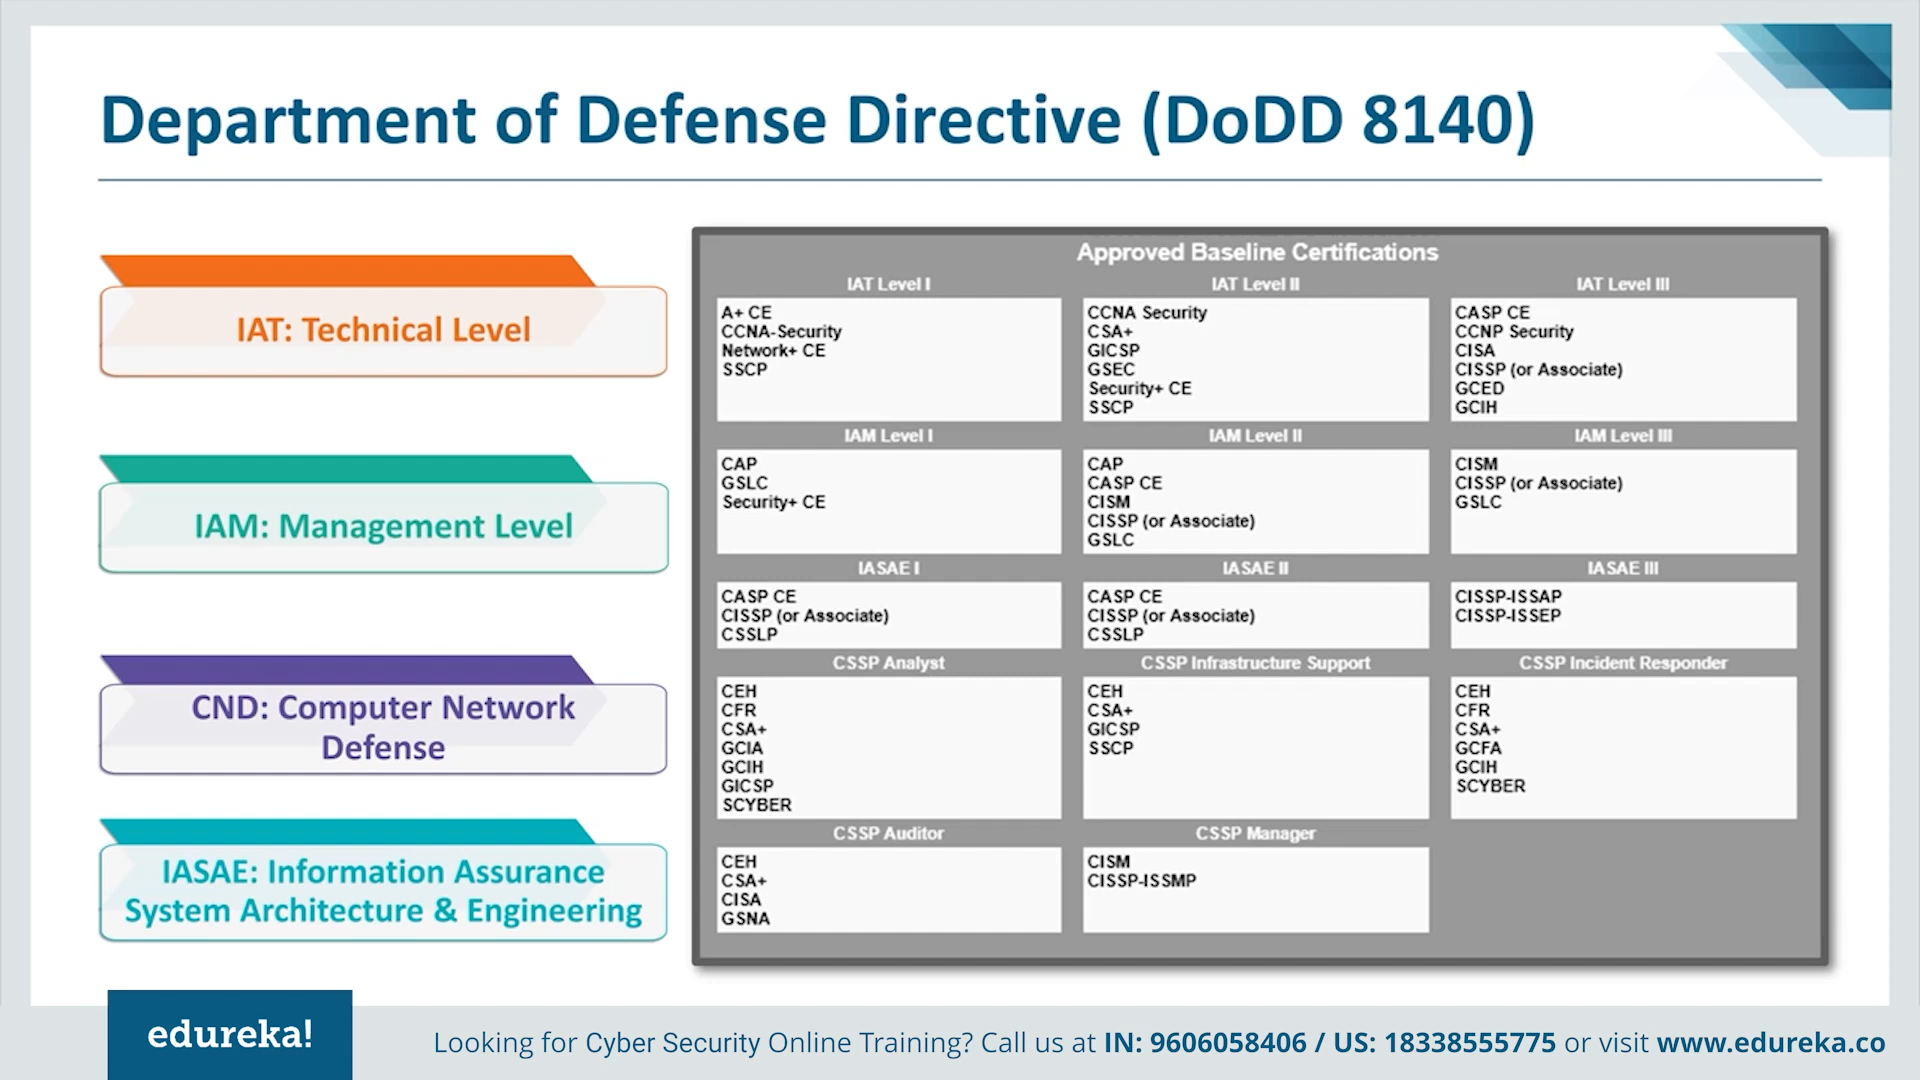 Department of Defense Directive (DoDD 8140)
IAT: Technical Level
IAM: Management Level
CND: Computer Network
Defense
IASAE: Information Assurance
System Architecture & Engineering
Approved Baseline Certifications
IAT Level I
A+ CE
CCNA-Security
Network+ CE
SSCP
IAT Level II
CCNA Security
CSA+
GICSP
GSEC
Security+ CE
SSCP
IAT Level III
CASP CE
CCNP Security
CISA
CISSP (or Associate)
GCED
GCIH
IAM Level I
CAP
GSLC
Security+ CE
IAM Level II
CAP
CASP CE
CISM
CISSP (or Associate)
GSLC
IAM Level III
CISM
CISSP (or Associate)
GSLC
IASAE I
CASP CE
CISSP (or Associate)
CSSLP
IASAE II
CASP CE
CISSP (or Associate)
CSSLP
IASAE III
CISSP-ISSAP
CISSP-ISSEP
CSSP Analyst
CEH
CFR
CSA+
GCIA
GCIH
GICSP
SCYBER
CSSP Infrastructure Support
CEH
CSA+
GICSP
SSCP
CSSP Incident Responder
CEH
CFR
CSA+
GCFA
GCIH
SCYBER
CSSP Auditor
CEH
CSA+
CISA
GSNA
CSSP Manager
CISM
CISSP-ISSMP
edureka!
Looking for Cyber Security Online Training? Call us at IN: 9606058406 / US: 18338555775 or visit www.edureka.co